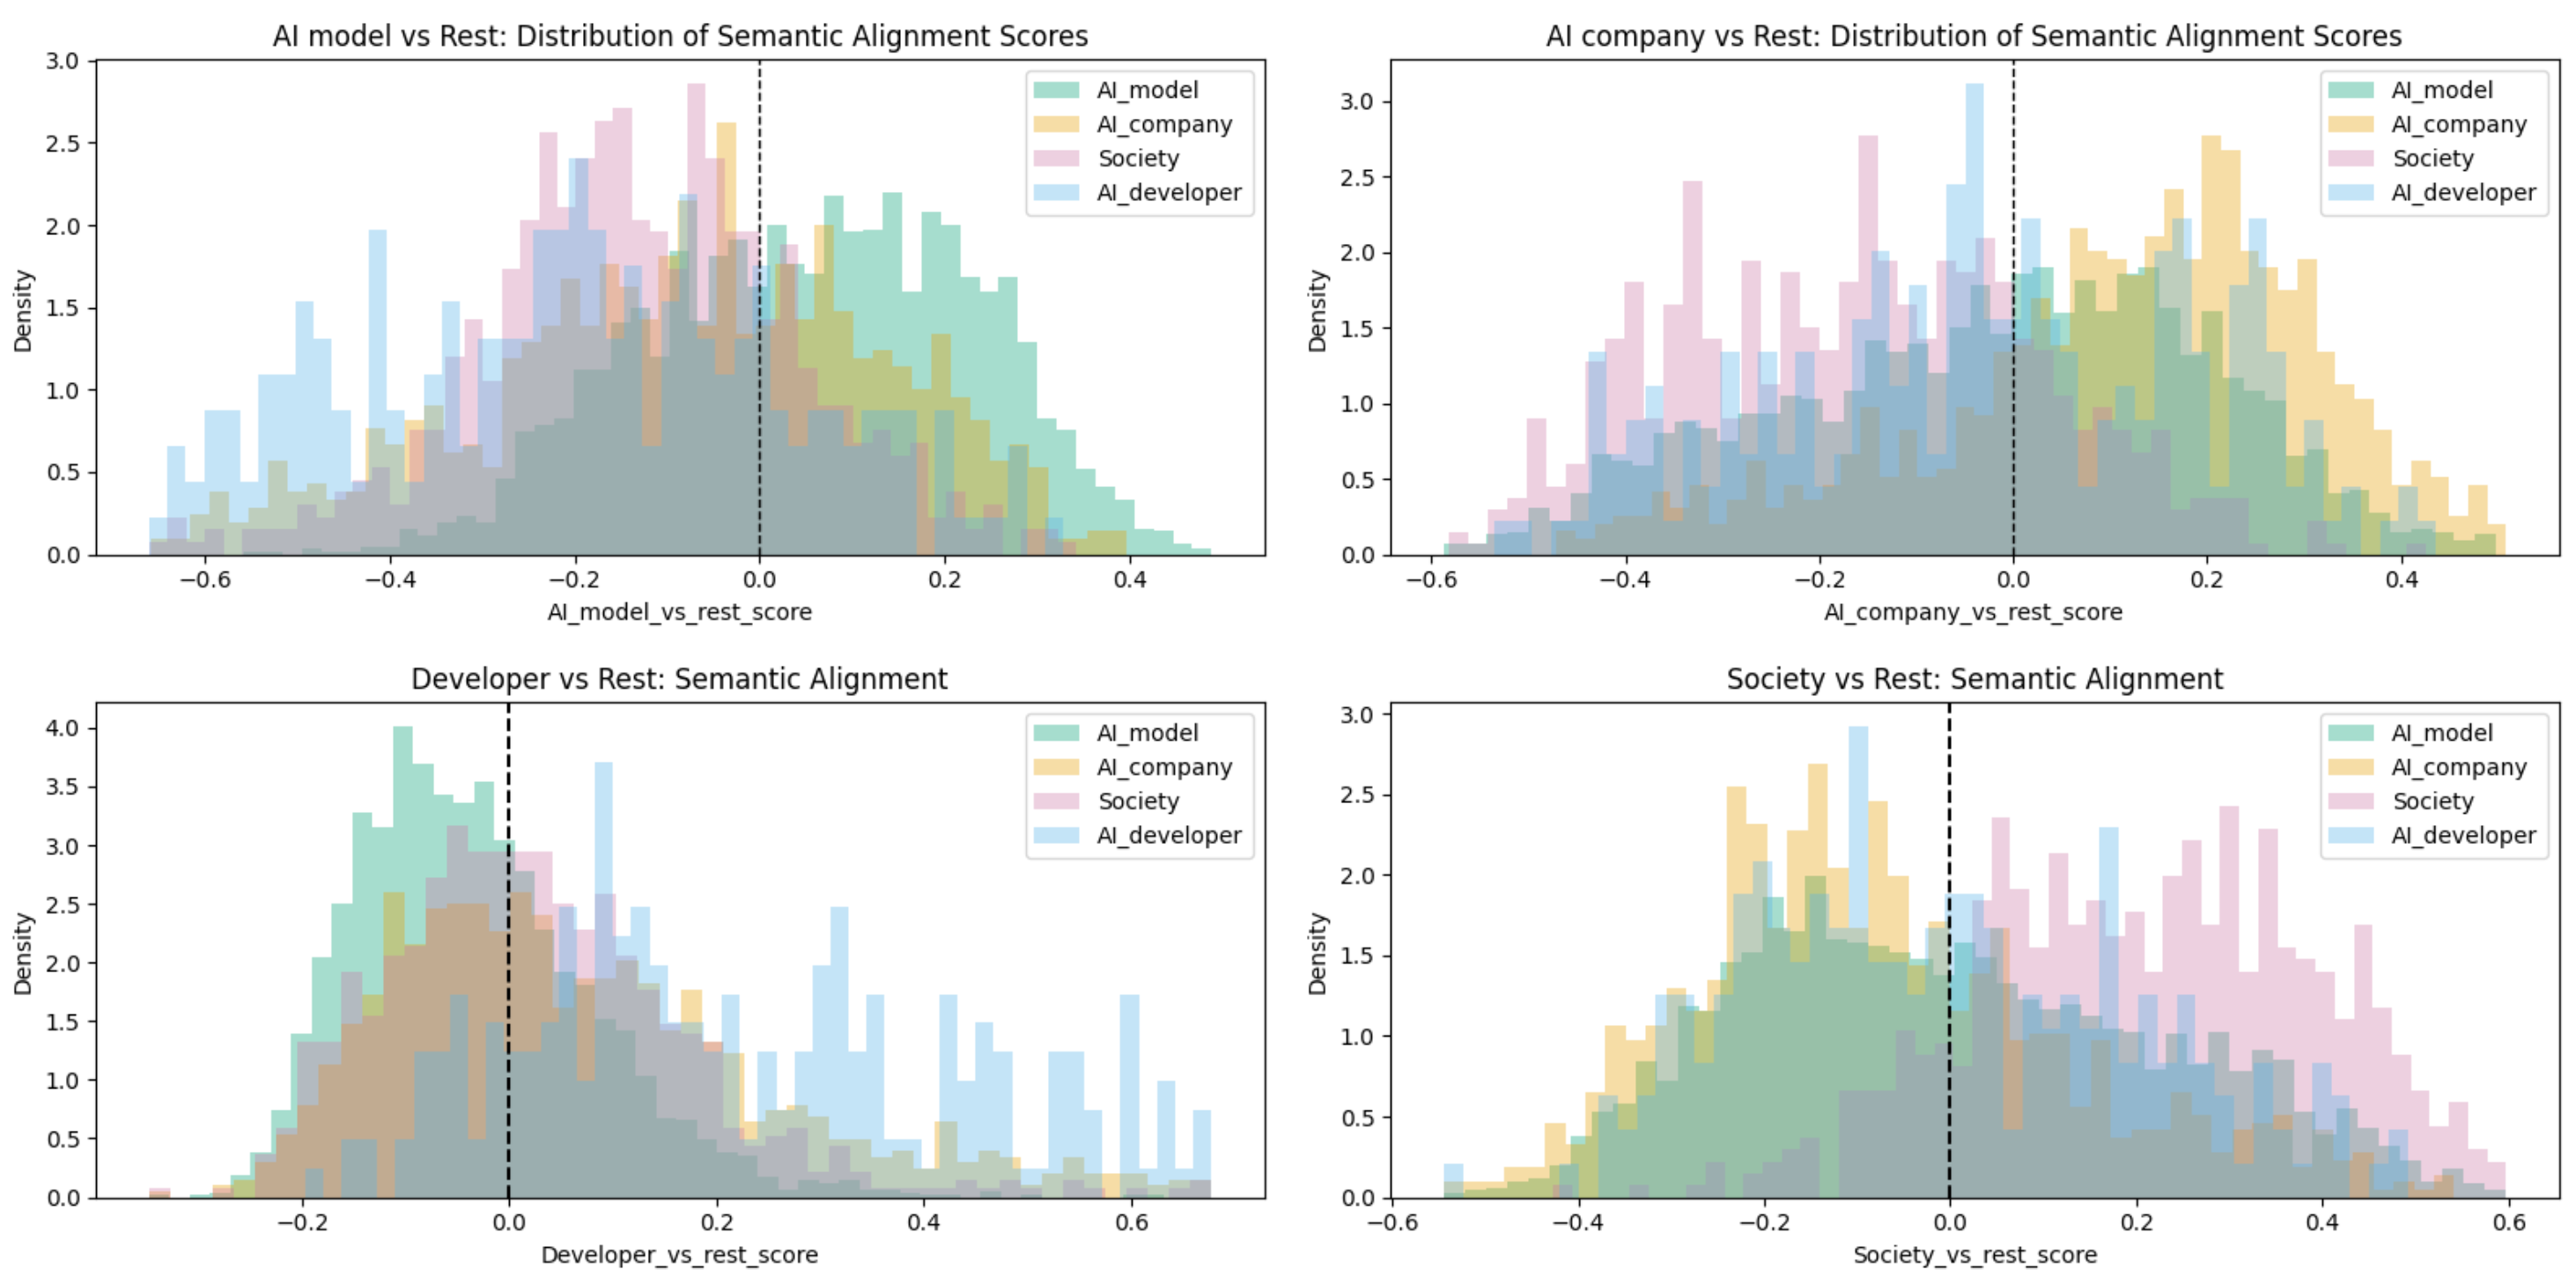 AI model vs Rest: Distribution of Semantic Alignment Scores
3.0
2.5
2.0
1.5
1.0
0.5
0.0
Density
AI_model
AI_company
Society
AI_developer
−0.6 −0.4 −0.2 0.0 0.2 0.4
AI_model_vs_rest_score
AI company vs Rest: Distribution of Semantic Alignment Scores
3.0
2.5
2.0
1.5
1.0
0.5
0.0
Density
AI_model
AI_company
Society
AI_developer
−0.6 −0.4 −0.2 0.0 0.2 0.4
AI_company_vs_rest_score
Developer vs Rest: Semantic Alignment
4.0
3.5
3.0
2.5
2.0
1.5
1.0
0.5
0.0
Density
AI_model
AI_company
Society
AI_developer
−0.2 0.0 0.2 0.4 0.6
Developer_vs_rest_score
Society vs Rest: Semantic Alignment
3.0
2.5
2.0
1.5
1.0
0.5
0.0
Density
AI_model
AI_company
Society
AI_developer
−0.6 −0.4 −0.2 0.0 0.2 0.4 0.6
Society_vs_rest_score